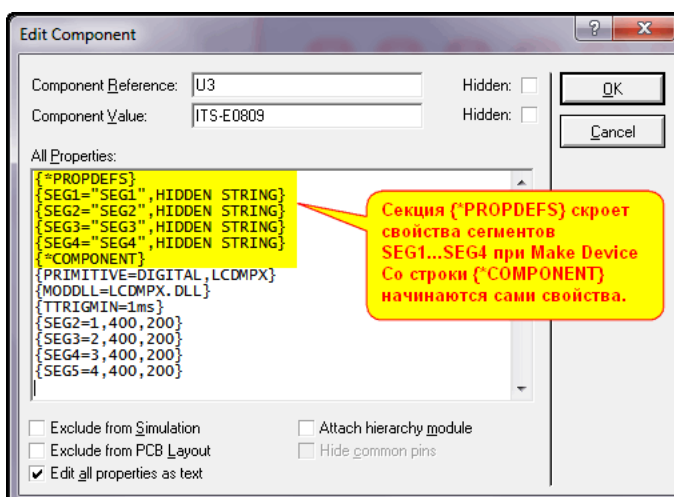 Edit Component
Component Reference: U3 Hidden:
OK
Component Value: ITS-E0809 Hidden:
Cancel
All Properties:
{*PROPDEFS}
{SEG1="SEG1",HIDDEN STRING}
{SEG2="SEG2",HIDDEN STRING}
{SEG3="SEG3",HIDDEN STRING}
{SEG4="SEG4",HIDDEN STRING}
{*COMPONENT}
{PRIMITIVE=DIGITAL,LCDMPX}
{MODDLL=LCDMPX.DLL}
{TTRIGMIN=1ms}
{SEG2=1,400,200}
{SEG3=2,400,200}
{SEG4=3,400,200}
{SEG5=4,400,200}
Секция {*PROPDEFS} скроет
свойства сегментов
SEG1...SEG4 при Make Device
Со строки {*COMPONENT}
начинаются сами свойства.
Exclude from Simulation
Attach hierarchy module
Exclude from PCB Layout
Hide common pins
Edit all properties as text